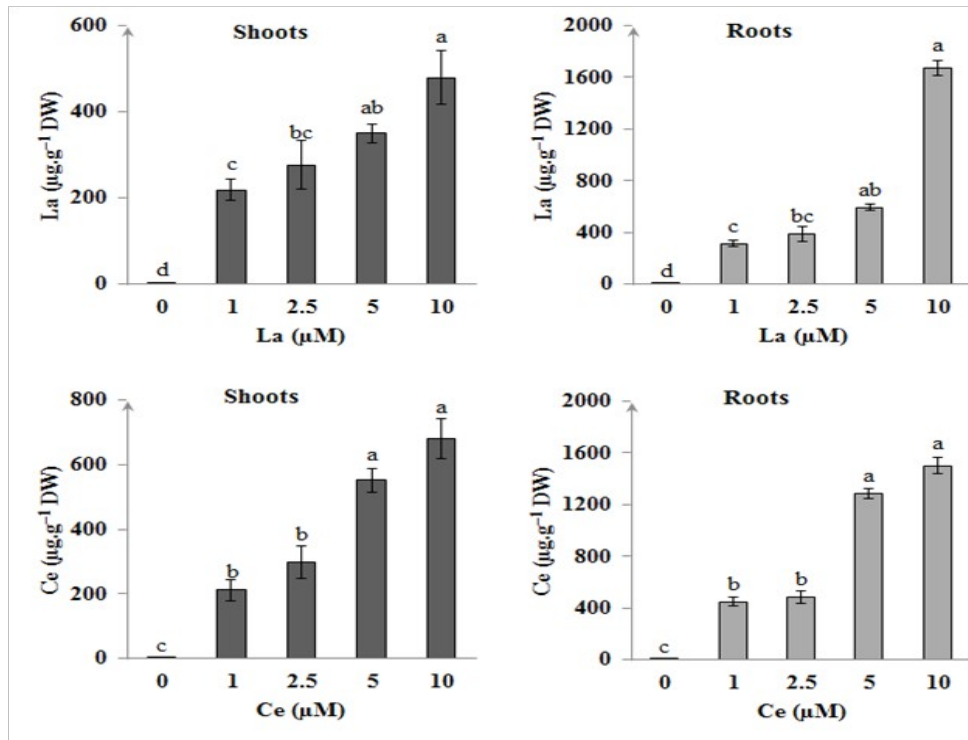 Shoots
600
400
200
0
La (µg.g⁻¹ DW)
d
c
bc
ab
a
0 1 2.5 5 10
La (µM)
Roots
2000
1600
1200
800
400
0
La (µg.g⁻¹ DW)
d
c
bc
ab
a
0 1 2.5 5 10
La (µM)
Shoots
800
600
400
200
0
Ce (µg.g⁻¹ DW)
c
b
b
a
a
0 1 2.5 5 10
Ce (µM)
Roots
2000
1600
1200
800
400
0
Ce (µg.g⁻¹ DW)
c
b
b
a
a
0 1 2.5 5 10
Ce (µM)